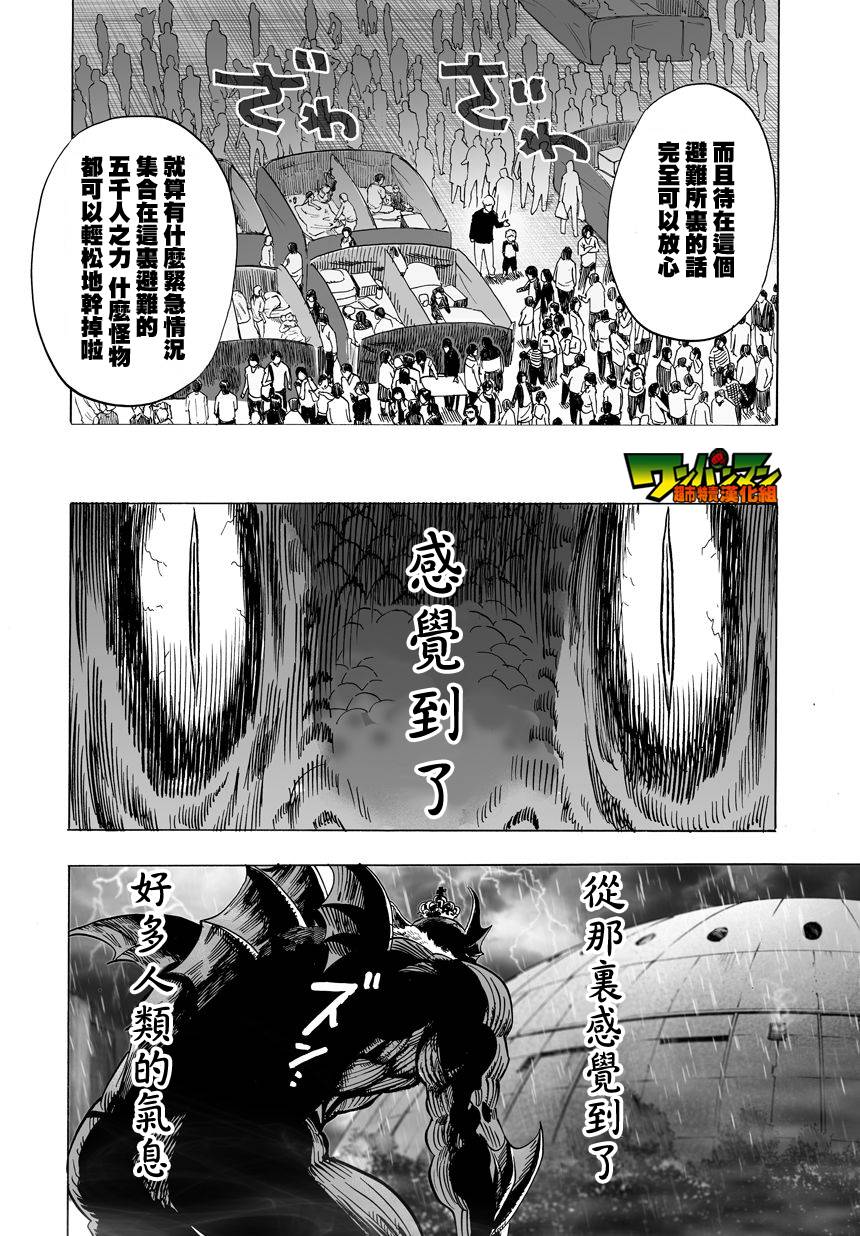 而且待在這個
避難所裏的話
完全可以放心
ざわ
ざわ
就算有什麼緊急情況
集合在這裏避難的
五千人之力 什麼怪物
都可以輕松地幹掉啦
ワンパンマン
超市特賣漢化組
感覺到了
從那裏感覺到了
ズン
好多人類的氣息